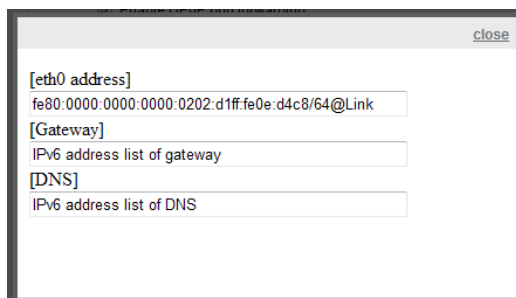 close
[eth0 address]
fe80:0000:0000:0000:0202:d1ff:fe0e:d4c8/64@Link
[Gateway]
IPv6 address list of gateway
[DNS]
IPv6 address list of DNS